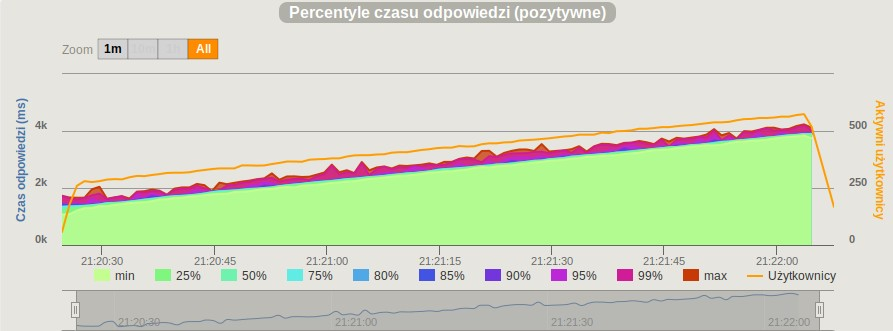 Percentyle czasu odpowiedzi (pozytywne)
Zoom 1m 10m 1h All
Czas odpowiedzi (ms)
Aktywni użytkownicy
4k 500
2k 250
0k 0
21:20:30 21:20:45 21:21:00 21:21:15 21:21:30 21:21:45 21:22:00
min 25% 50% 75% 80% 85% 90% 95% 99% max Użytkownicy
21:20:30 21:21:00 21:21:30 21:22:00